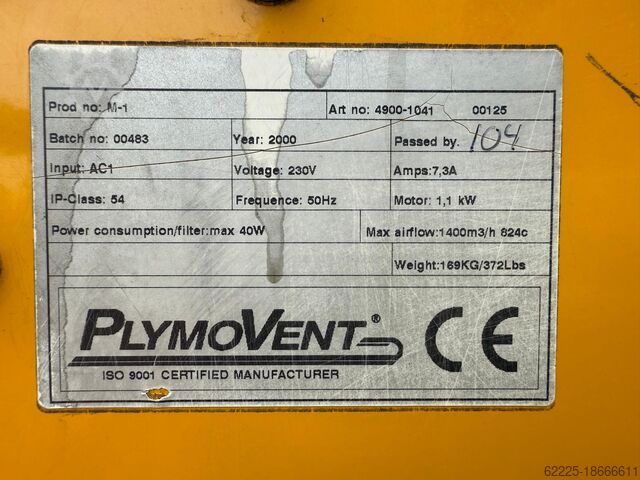 Prod no: M-1 Art no: 4900-1041 00125
Batch no: 00483 Year: 2000 Passed by. 104
Input: AC1 Voltage: 230V Amps:7,3A
IP-Class: 54 Frequence: 50Hz Motor: 1,1 kW
Power consumption/filter:max 40W Max airflow:1400m3/h 824c
Weight:169KG/372Lbs
PLYMOVENT® CE
ISO 9001 CERTIFIED MANUFACTURER
62225-18666611